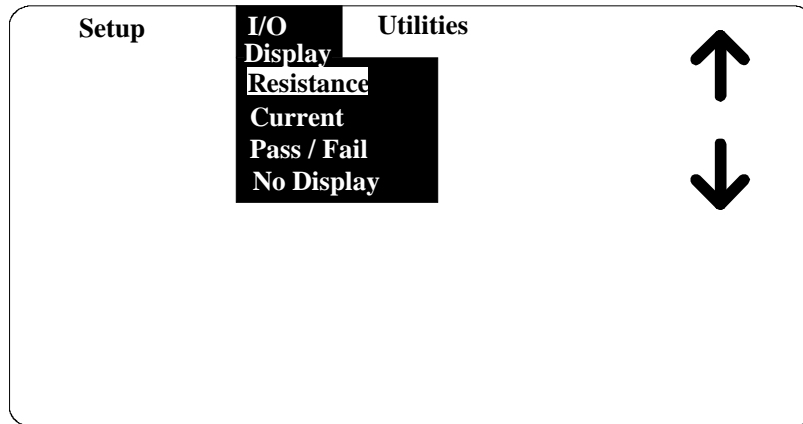 Setup I/O Utilities
Display
Resistance
Current
Pass / Fail
No Display